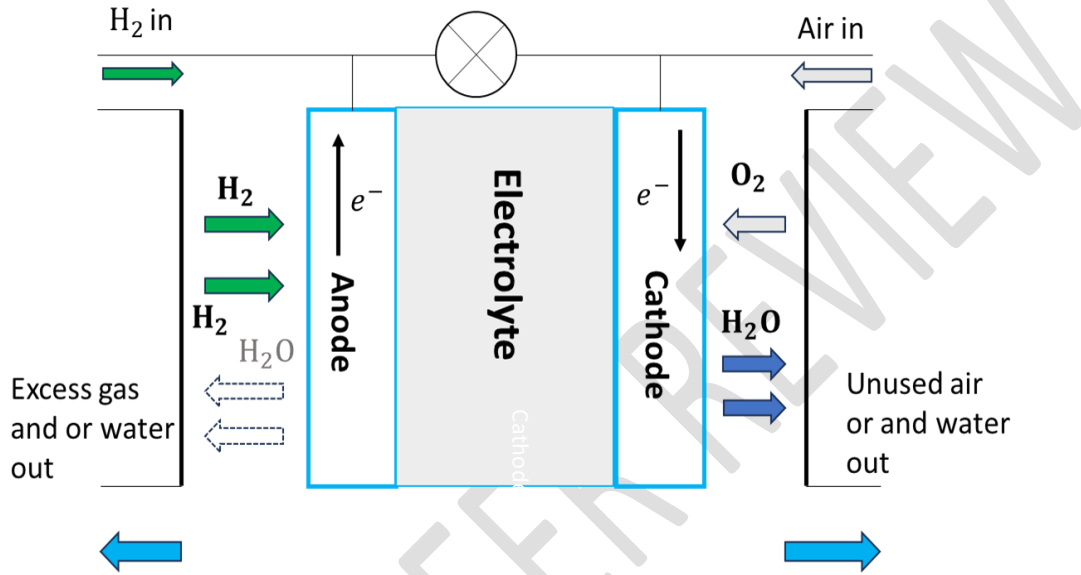 H₂ in
Air in
H₂
H₂
H₂O
e⁻
Anode
Electrolyte
Cathode
e⁻
Cathode
O₂
H₂O
Excess gas
and or water
out
Unused air
or and water
out
ER REVIEW